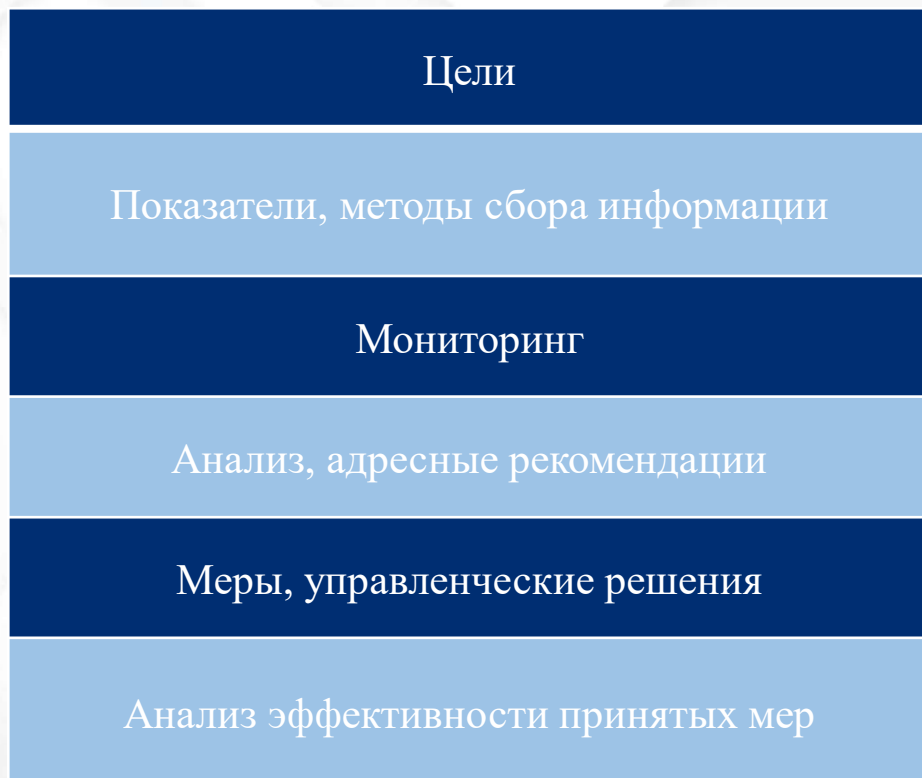 Цели
Показатели, методы сбора информации
Мониторинг
Анализ, адресные рекомендации
Меры, управленческие решения
Анализ эффективности принятых мер